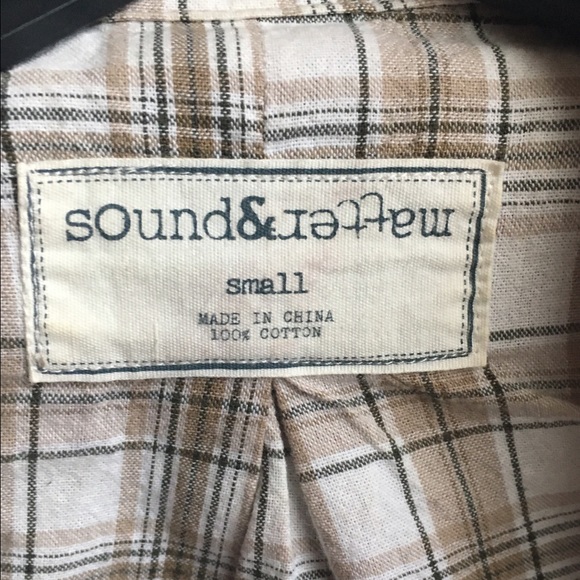 sound&matter
small
MADE IN CHINA
100% COTTON